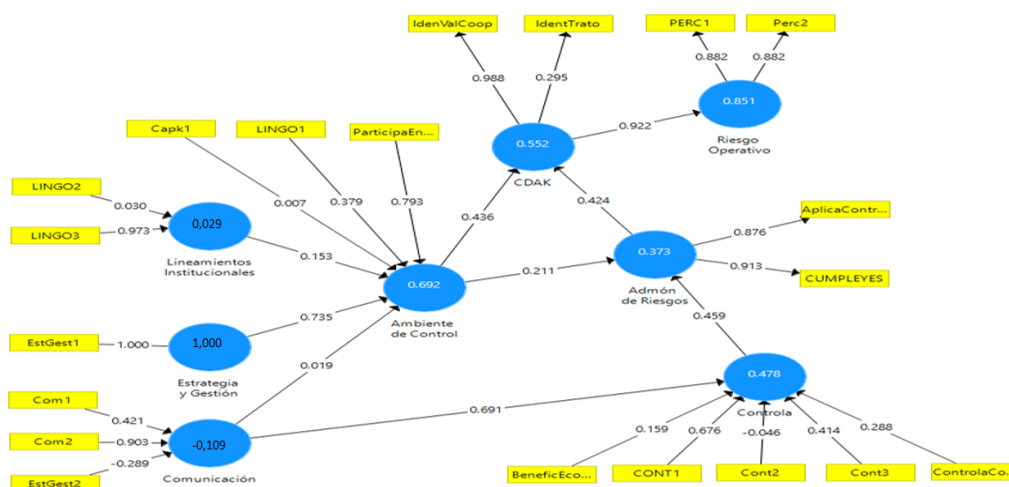 IdenValCoop
IdentTrato
PERC1
Perc2
0.988
0.295
0.882
0.882
0.851
Riesgo
Operativo
Capk1
LINGO1
ParticipaEn...
0.552
CDAK
0.922
LINGO2
0.030
LINGO3
0.973
0,029
Lineamientos
Institucionales
0.007
0.379
0.793
0.436
0.424
AplicaContr...
0.876
0.153
0.692
Ambiente
de Control
0.211
0.373
Admón
de Riesgos
0.913
CUMPLEYES
EstGest1
1.000
1,000
Estrategia
y Gestión
0.735
0.019
0.459
Com1
0.421
Com2
0.903
EstGest2
-0.289
-0,109
Comunicación
0.691
0.478
Controla
0.159
0.676
-0.046
0.414
0.288
BeneficEco...
CONT1
Cont2
Cont3
ControlaCo...